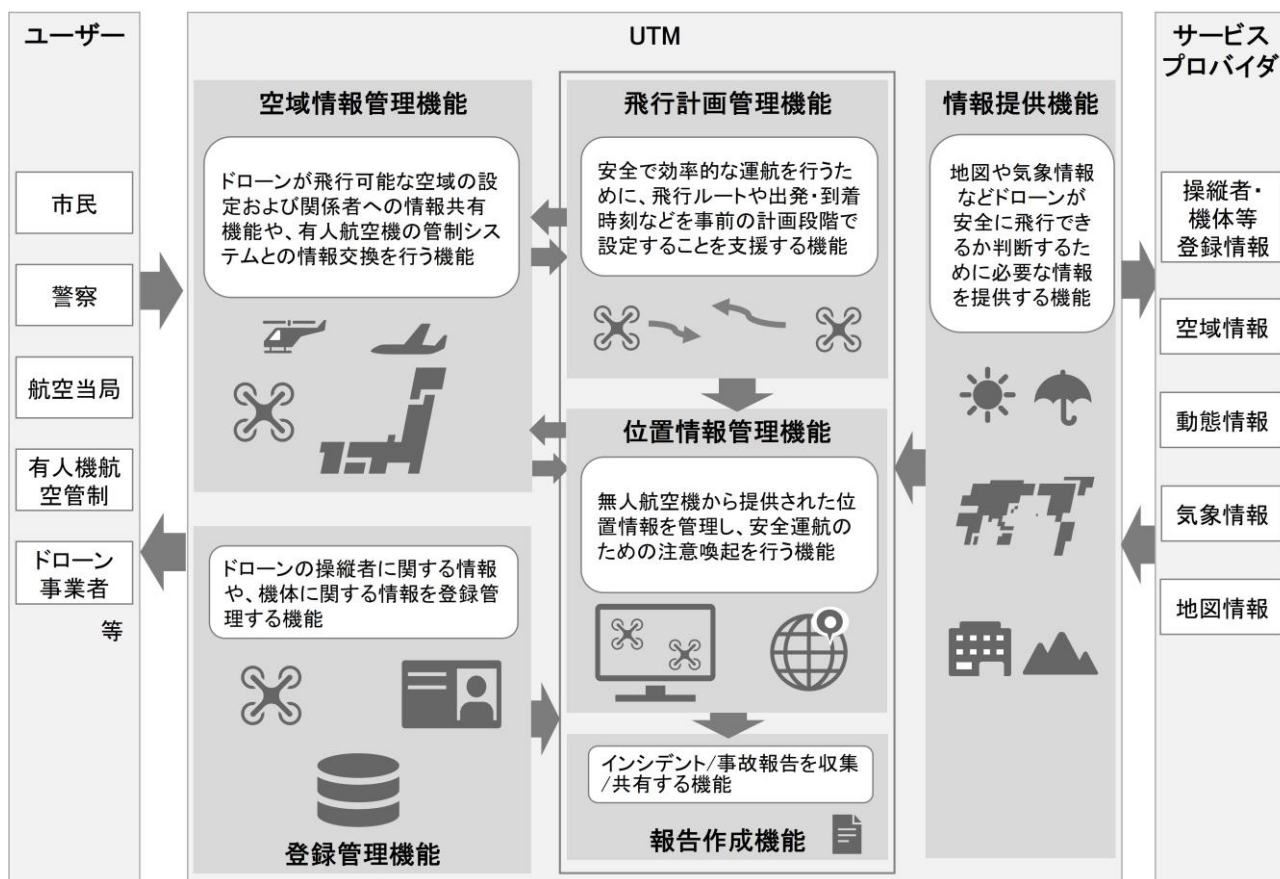 ユーザー
市民
警察
航空当局
有人機航
空管制
ドローン
事業者
等
UTM
空域情報管理機能
ドローンが飛行可能な空域の設
定および関係者への情報共有
機能や、有人航空機の管制シス
テムとの情報交換を行う機能
ドローンの操縦者に関する情報
や、機体に関する情報を登録管
理する機能
登録管理機能
飛行計画管理機能
安全で効率的な運航を行うた
めに、飛行ルートや出発・到着
時刻などを事前の計画段階で
設定することを支援する機能
位置情報管理機能
無人航空機から提供された位
置情報を管理し、安全運航の
ための注意喚起を行う機能
インシデント/事故報告を収集
/共有する機能
報告作成機能
情報提供機能
地図や気象情報
などドローンが
安全に飛行でき
るか判断するた
めに必要な情報
を提供する機能
サービス
プロバイダ
操縦者・
機体等
登録情報
空域情報
動態情報
気象情報
地図情報